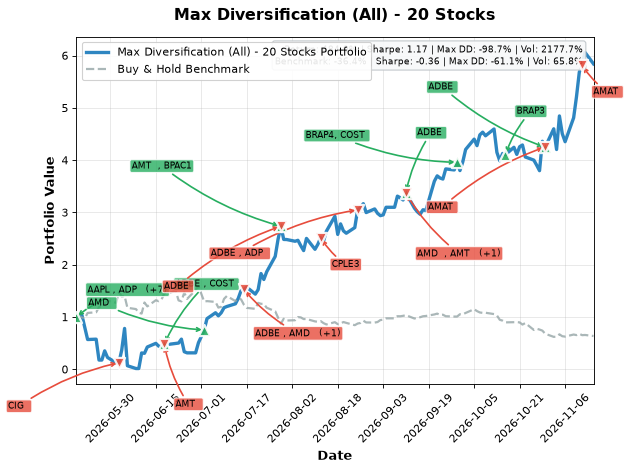 Max Diversification (All) - 20 Stocks
Max Diversification (All) - 20 Stocks Portfolio
Buy & Hold Benchmark
Sharpe: 1.17 | Max DD: -98.7% | Vol: 2177.7%
Benchmark: -36.4% Sharpe: -0.36 | Max DD: -61.1% | Vol: 65.8%
Portfolio Value
6
5
4
3
2
1
0
AMAT
ADBE
BRAP3
BRAP4, COST
ADBE
AMT , BPAC1
AMAT
ADBE , ADP
AMD , AMT (+1)
CPLE3
AAPL , ADP (+7
ADBE
, COST
AMD
ADBE , AMD (+1)
CIG
AMT
2026-05-30
2026-06-15
2026-07-01
2026-07-17
2026-08-02
2026-08-18
2026-09-03
2026-09-19
2026-10-05
2026-10-21
2026-11-06
Date